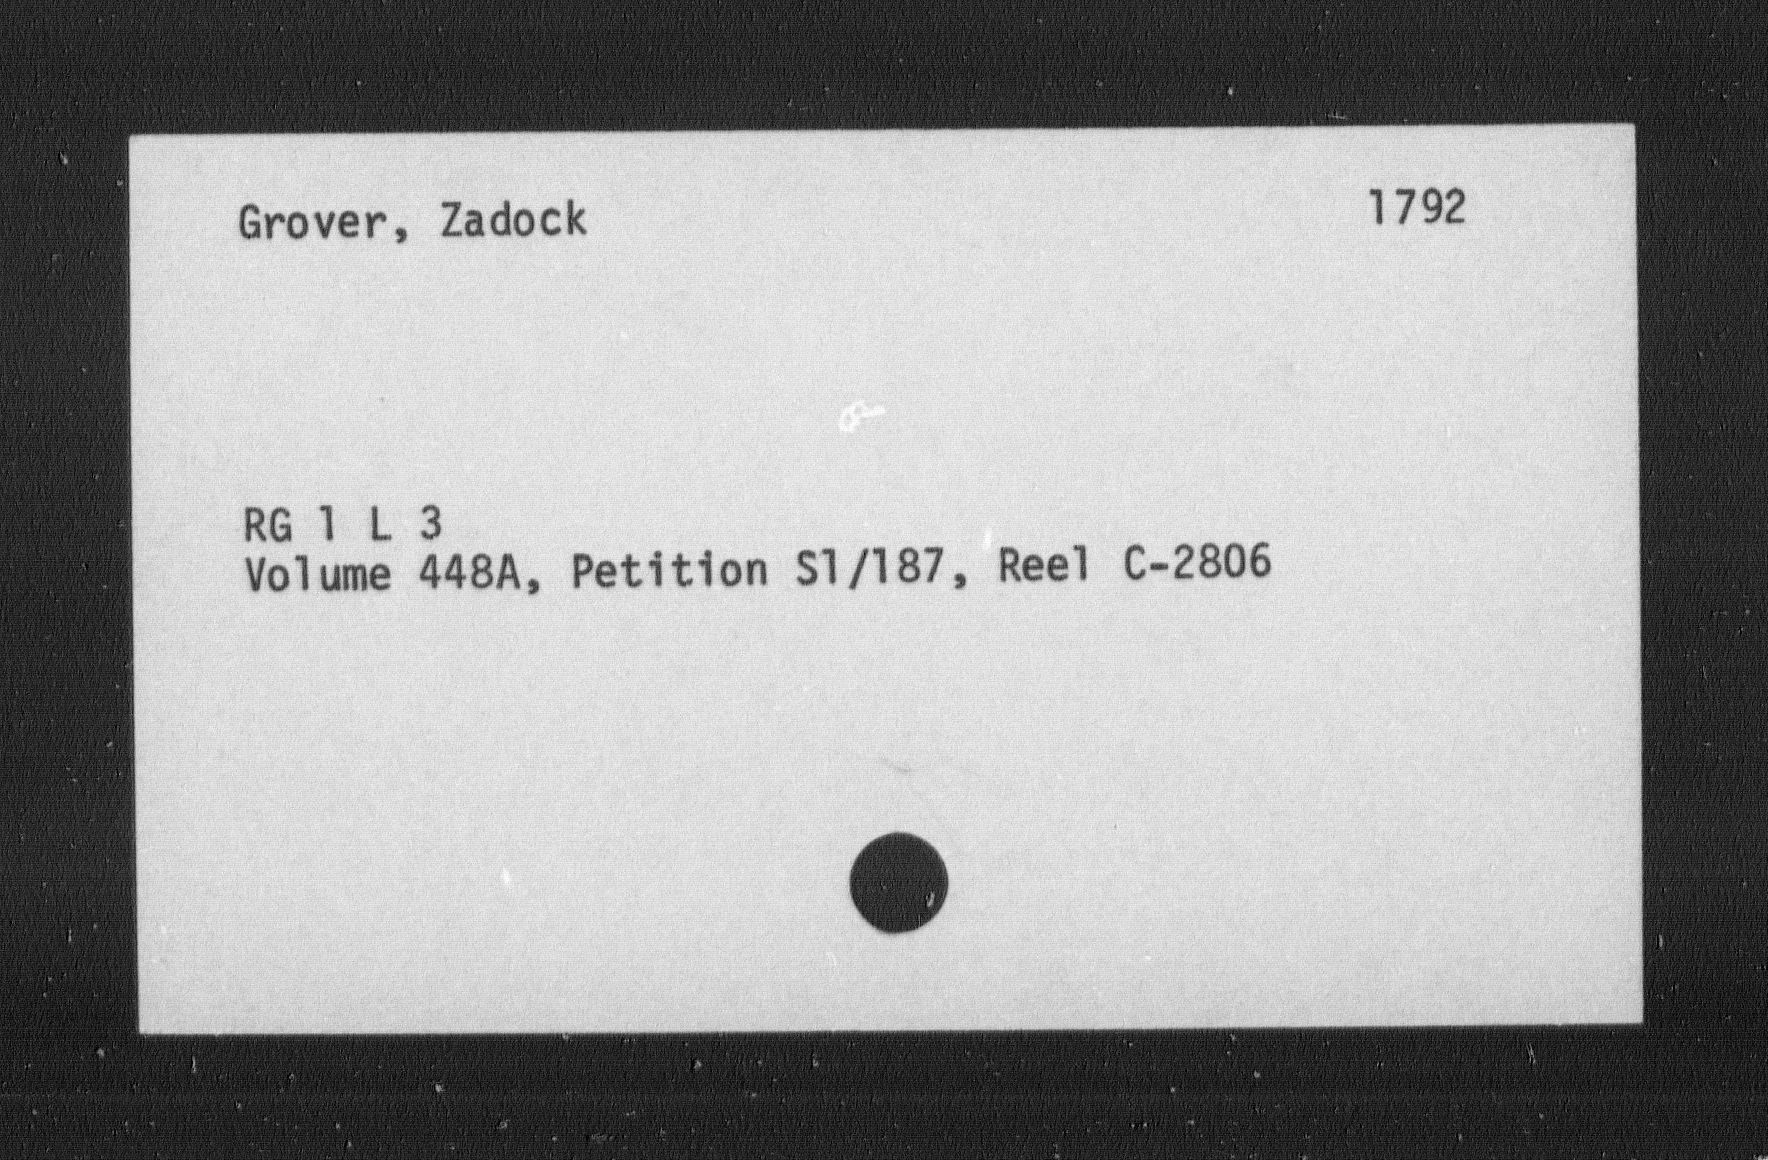 Grover, Zadock 1792
RG 1 L 3
Volume 448A, Petition S1/187, Reel C-2806